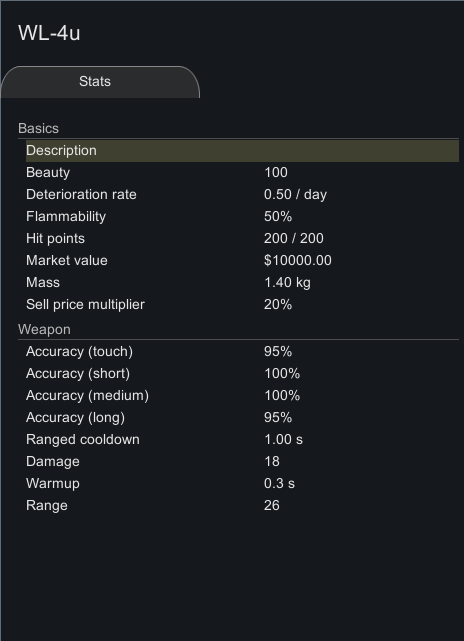 WL-4u
Stats
Basics
Description
Beauty 100
Deterioration rate 0.50 / day
Flammability 50%
Hit points 200 / 200
Market value $10000.00
Mass 1.40 kg
Sell price multiplier 20%
Weapon
Accuracy (touch) 95%
Accuracy (short) 100%
Accuracy (medium) 100%
Accuracy (long) 95%
Ranged cooldown 1.00 s
Damage 18
Warmup 0.3 s
Range 26